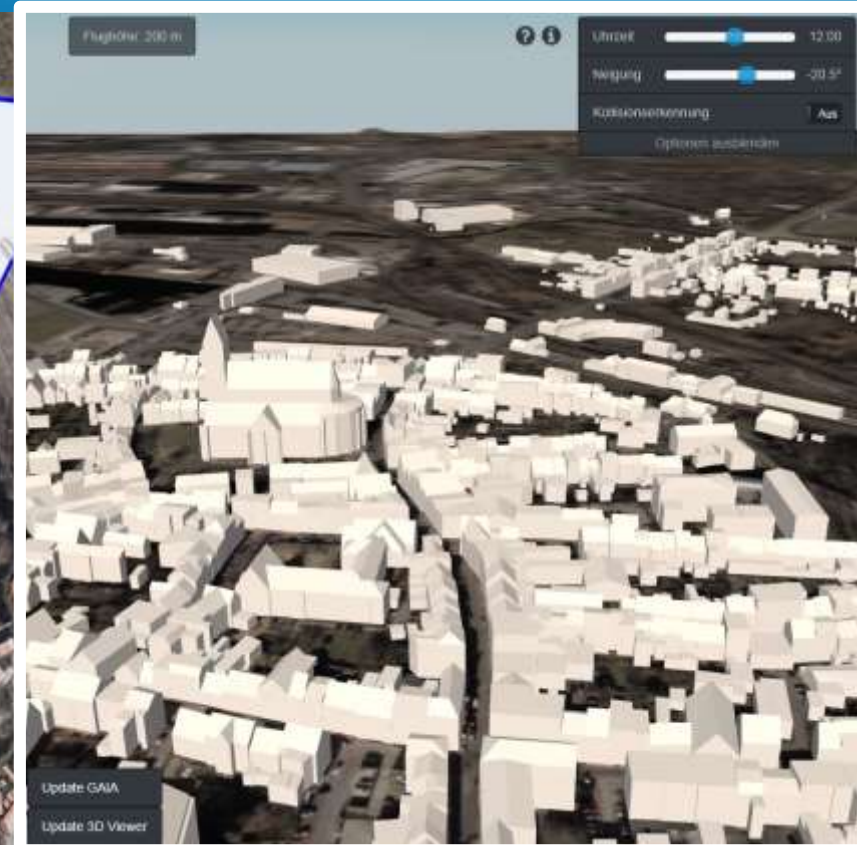 Flughöhe: 200 m
Uhrzeit 12:00
Neigung -20.5°
Kollisionserkennung Aus
Optionen ausblenden
Update GAIA
Update 3D Viewer